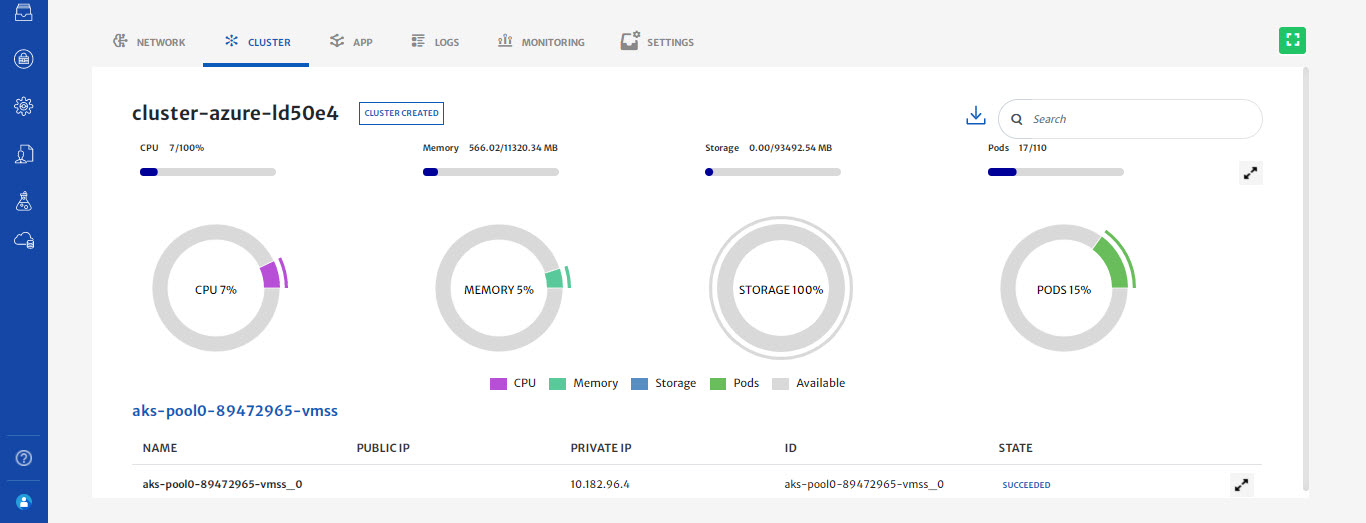 NETWORK CLUSTER APP LOGS MONITORING SETTINGS
cluster-azure-ld50e4 CLUSTER CREATED Search
CPU 7/100% Memory 566.02/11320.34 MB Storage 0.00/93492.54 MB Pods 17/110
CPU 7% MEMORY 5% STORAGE 100% PODS 15%
CPU Memory Storage Pods Available
aks-pool0-89472965-vmss
NAME PUBLIC IP PRIVATE IP ID STATE
aks-pool0-89472965-vmss_0 10.182.96.4 aks-pool0-89472965-vmss_0 SUCCEEDED